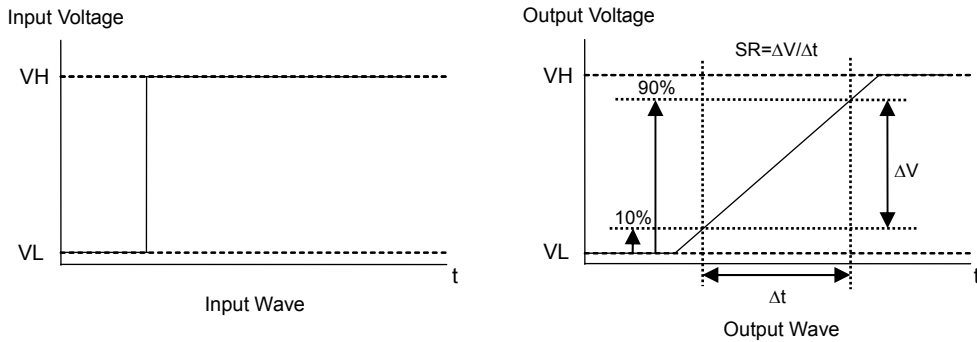 Input Voltage
VH
VL
t
Input Wave
Output Voltage
SR=ΔV/Δt
VH
90%
ΔV
10%
VL
t
Δt
Output Wave